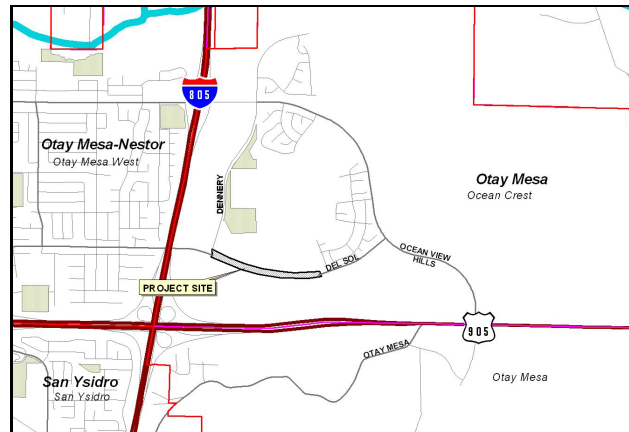 805
Otay Mesa-Nestor
Otay Mesa West
DENNERY
Otay Mesa
Ocean Crest
OCEAN VIEW
HILLS
DEL SOL
PROJECT SITE
905
OTAY MESA
San Ysidro
San Ysidro
Otay Mesa